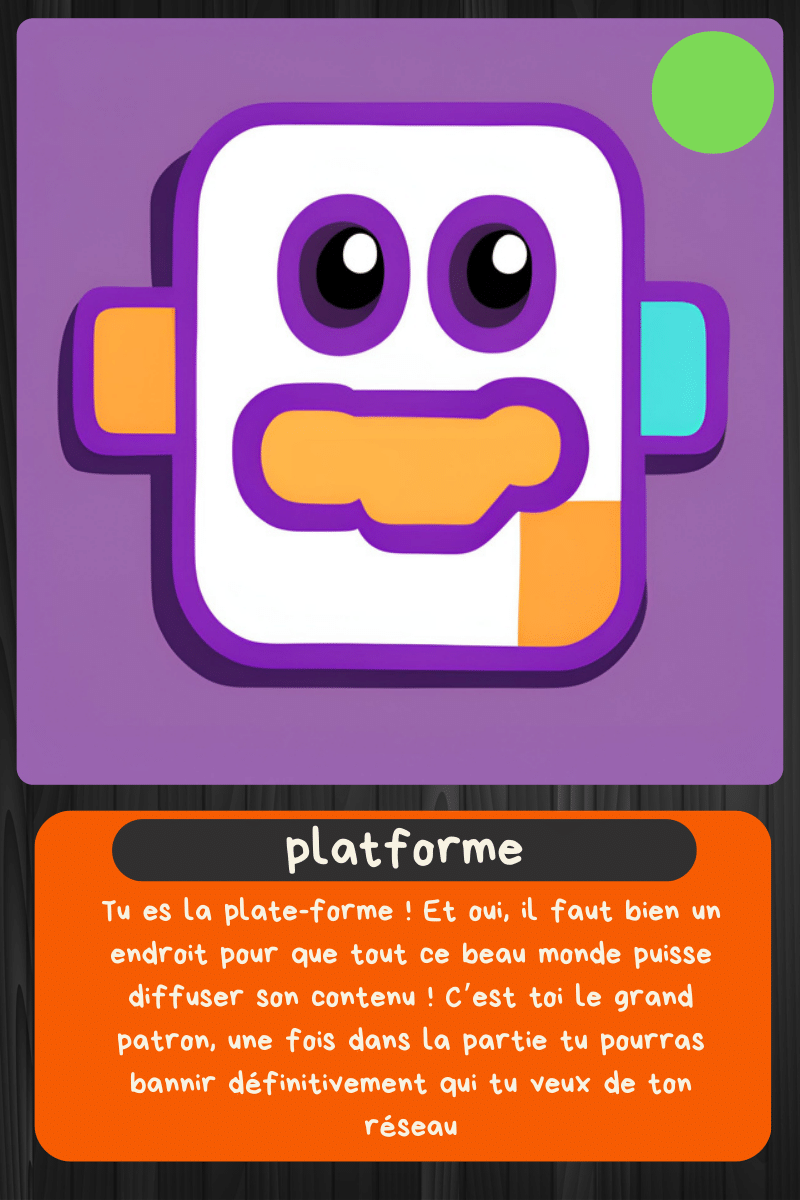 platforme
Tu es la plate-forme ! Et oui, il faut bien un
endroit pour que tout ce beau monde puisse
diffuser son contenu ! C'est toi le grand
patron, une fois dans la partie tu pourras
bannir définitivement qui tu veux de ton
réseau